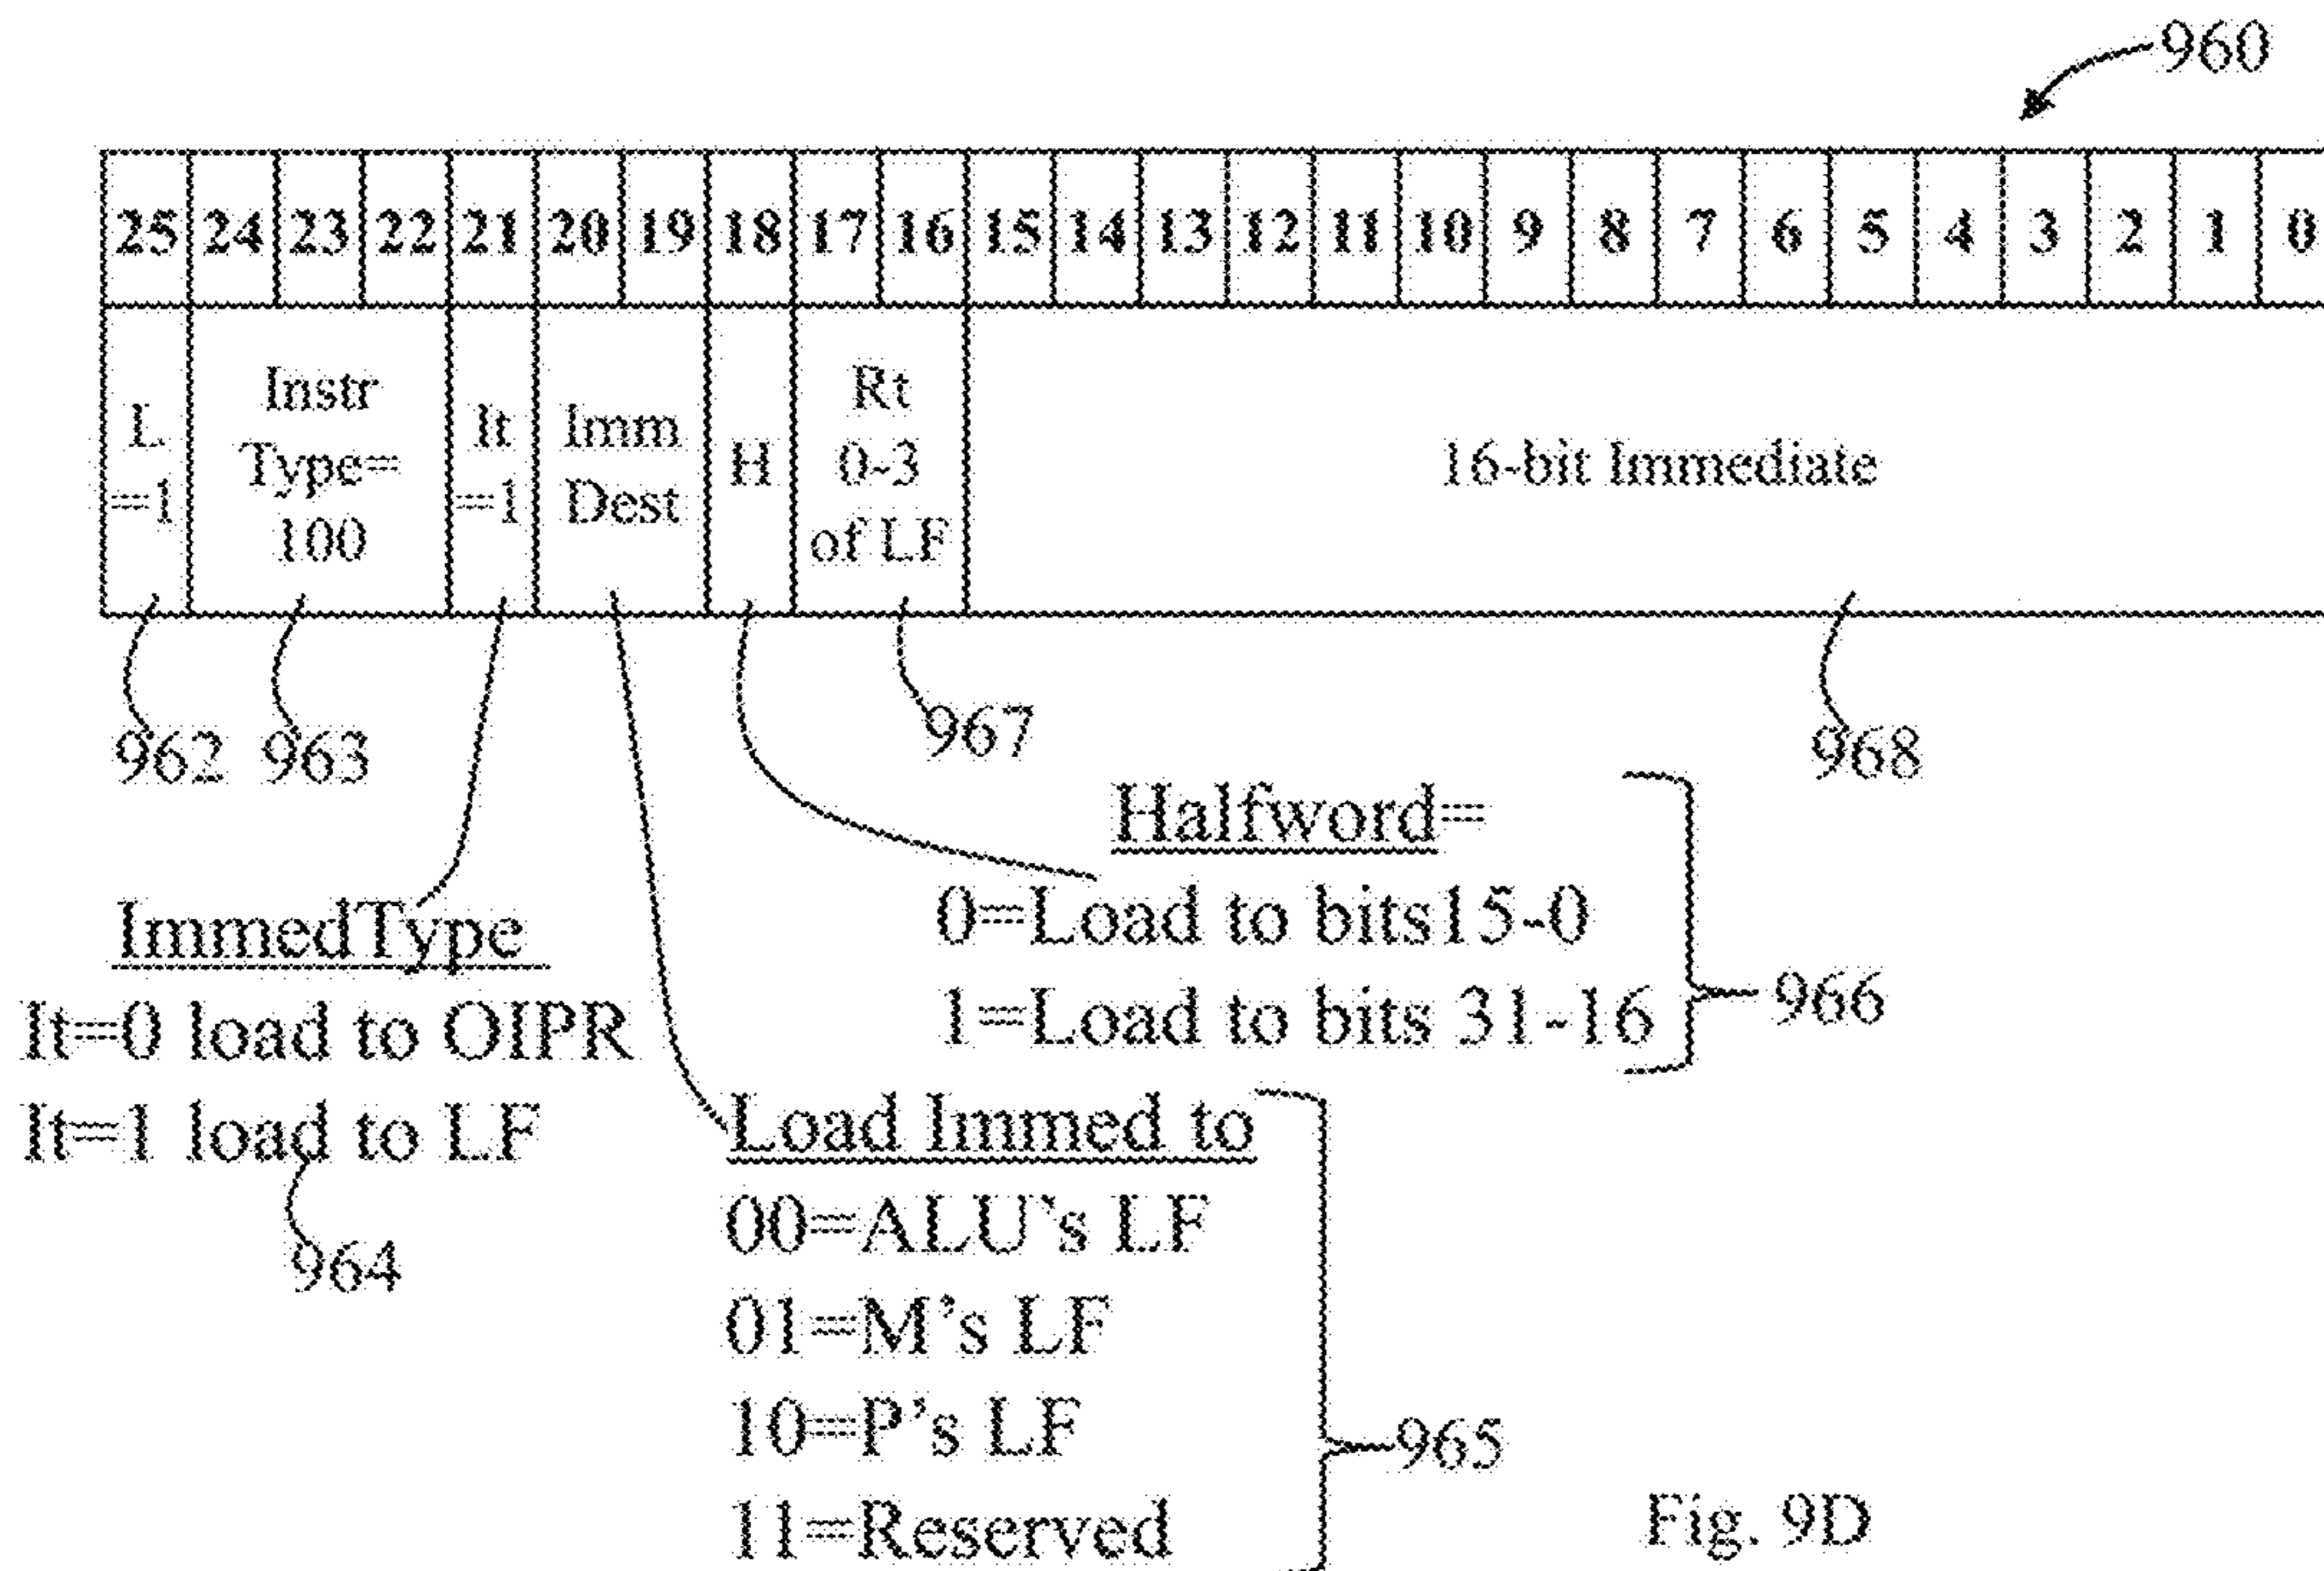 960
25 24 23 22 21 20 19 18 17 16 15 14 13 12 11 10 9 8 7 6 5 4 3 2 1 0
L
=1
Instr
Type=
100
It
=1
Imm
Dest
H
Rt
0-3
of LF
16-bit Immediate
962
963
967
968
Halfword=
0=Load to bits15-0
1=Load to bits 31-16
966
ImmedType
It=0 load to OIPR
It=1 load to LF
964
Load Immed to
00=ALU`s LF
01=M's LF
10=P's LF
11=Reserved
965
Fig. 9D